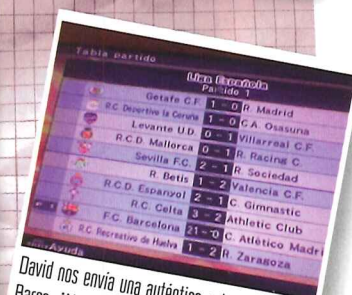 Tabla partido
Liga Española
Partido 1
Getafe C.F. 1 - 0 R. Madrid
R.C. Deportivo la Coruña 1 - 0 C.A. Osasuna
Levante U.D. 0 - 1 Villarreal C.F.
R.C.D. Mallorca 0 - 1 R. Racing C.
Sevilla F.C. 2 - 1 R. Sociedad
R. Betis 1 - 2 Valencia C.F.
R.C.D. Espanyol 2 - 1 C. Gimnastic
R.C. Celta 3 - 2 Athletic Club
F.C. Barcelona 21 - 0 C. Atlético Madri
R.C. Recreativo de Huelva 1 - 2 R. Zaragoza
Ayuda
David nos envía una auténtica